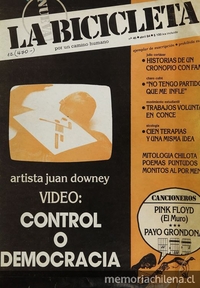 LA BICICLETA
por un camino humano
HISTORIAS DE UN
CRONOPIO CON FAM
"NO TENGO PARTIDO
QUE ME INFLE"
TRABAJOS VOLUNTA
EN CONCE
CIEN TERAPIAS
Y UNA MISMA IDEA
MITOLOGIA CHILOTA
POEMAS PUNTUDOS
MONITOS AL POR MEN
artista juan downey
VIDEO:
CONTROL
O
DEMOCRACIA
CANCIONEROS
PINK FLOYD
(El Muro)
PAYO GRONDONA
memoriachilena.cl